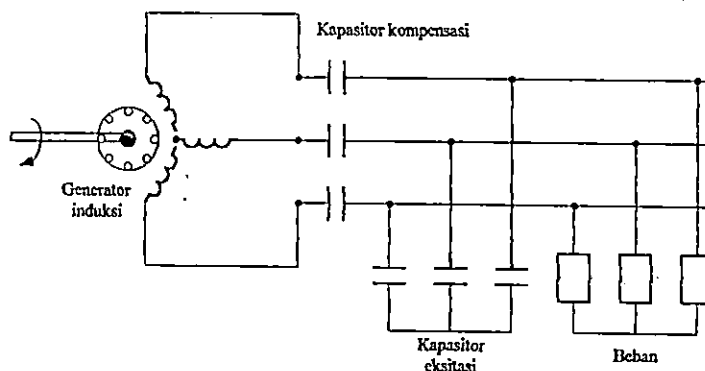 Kapasitor kompensasi
Generator
induksi
Kapasitor
eksitasi
Beban